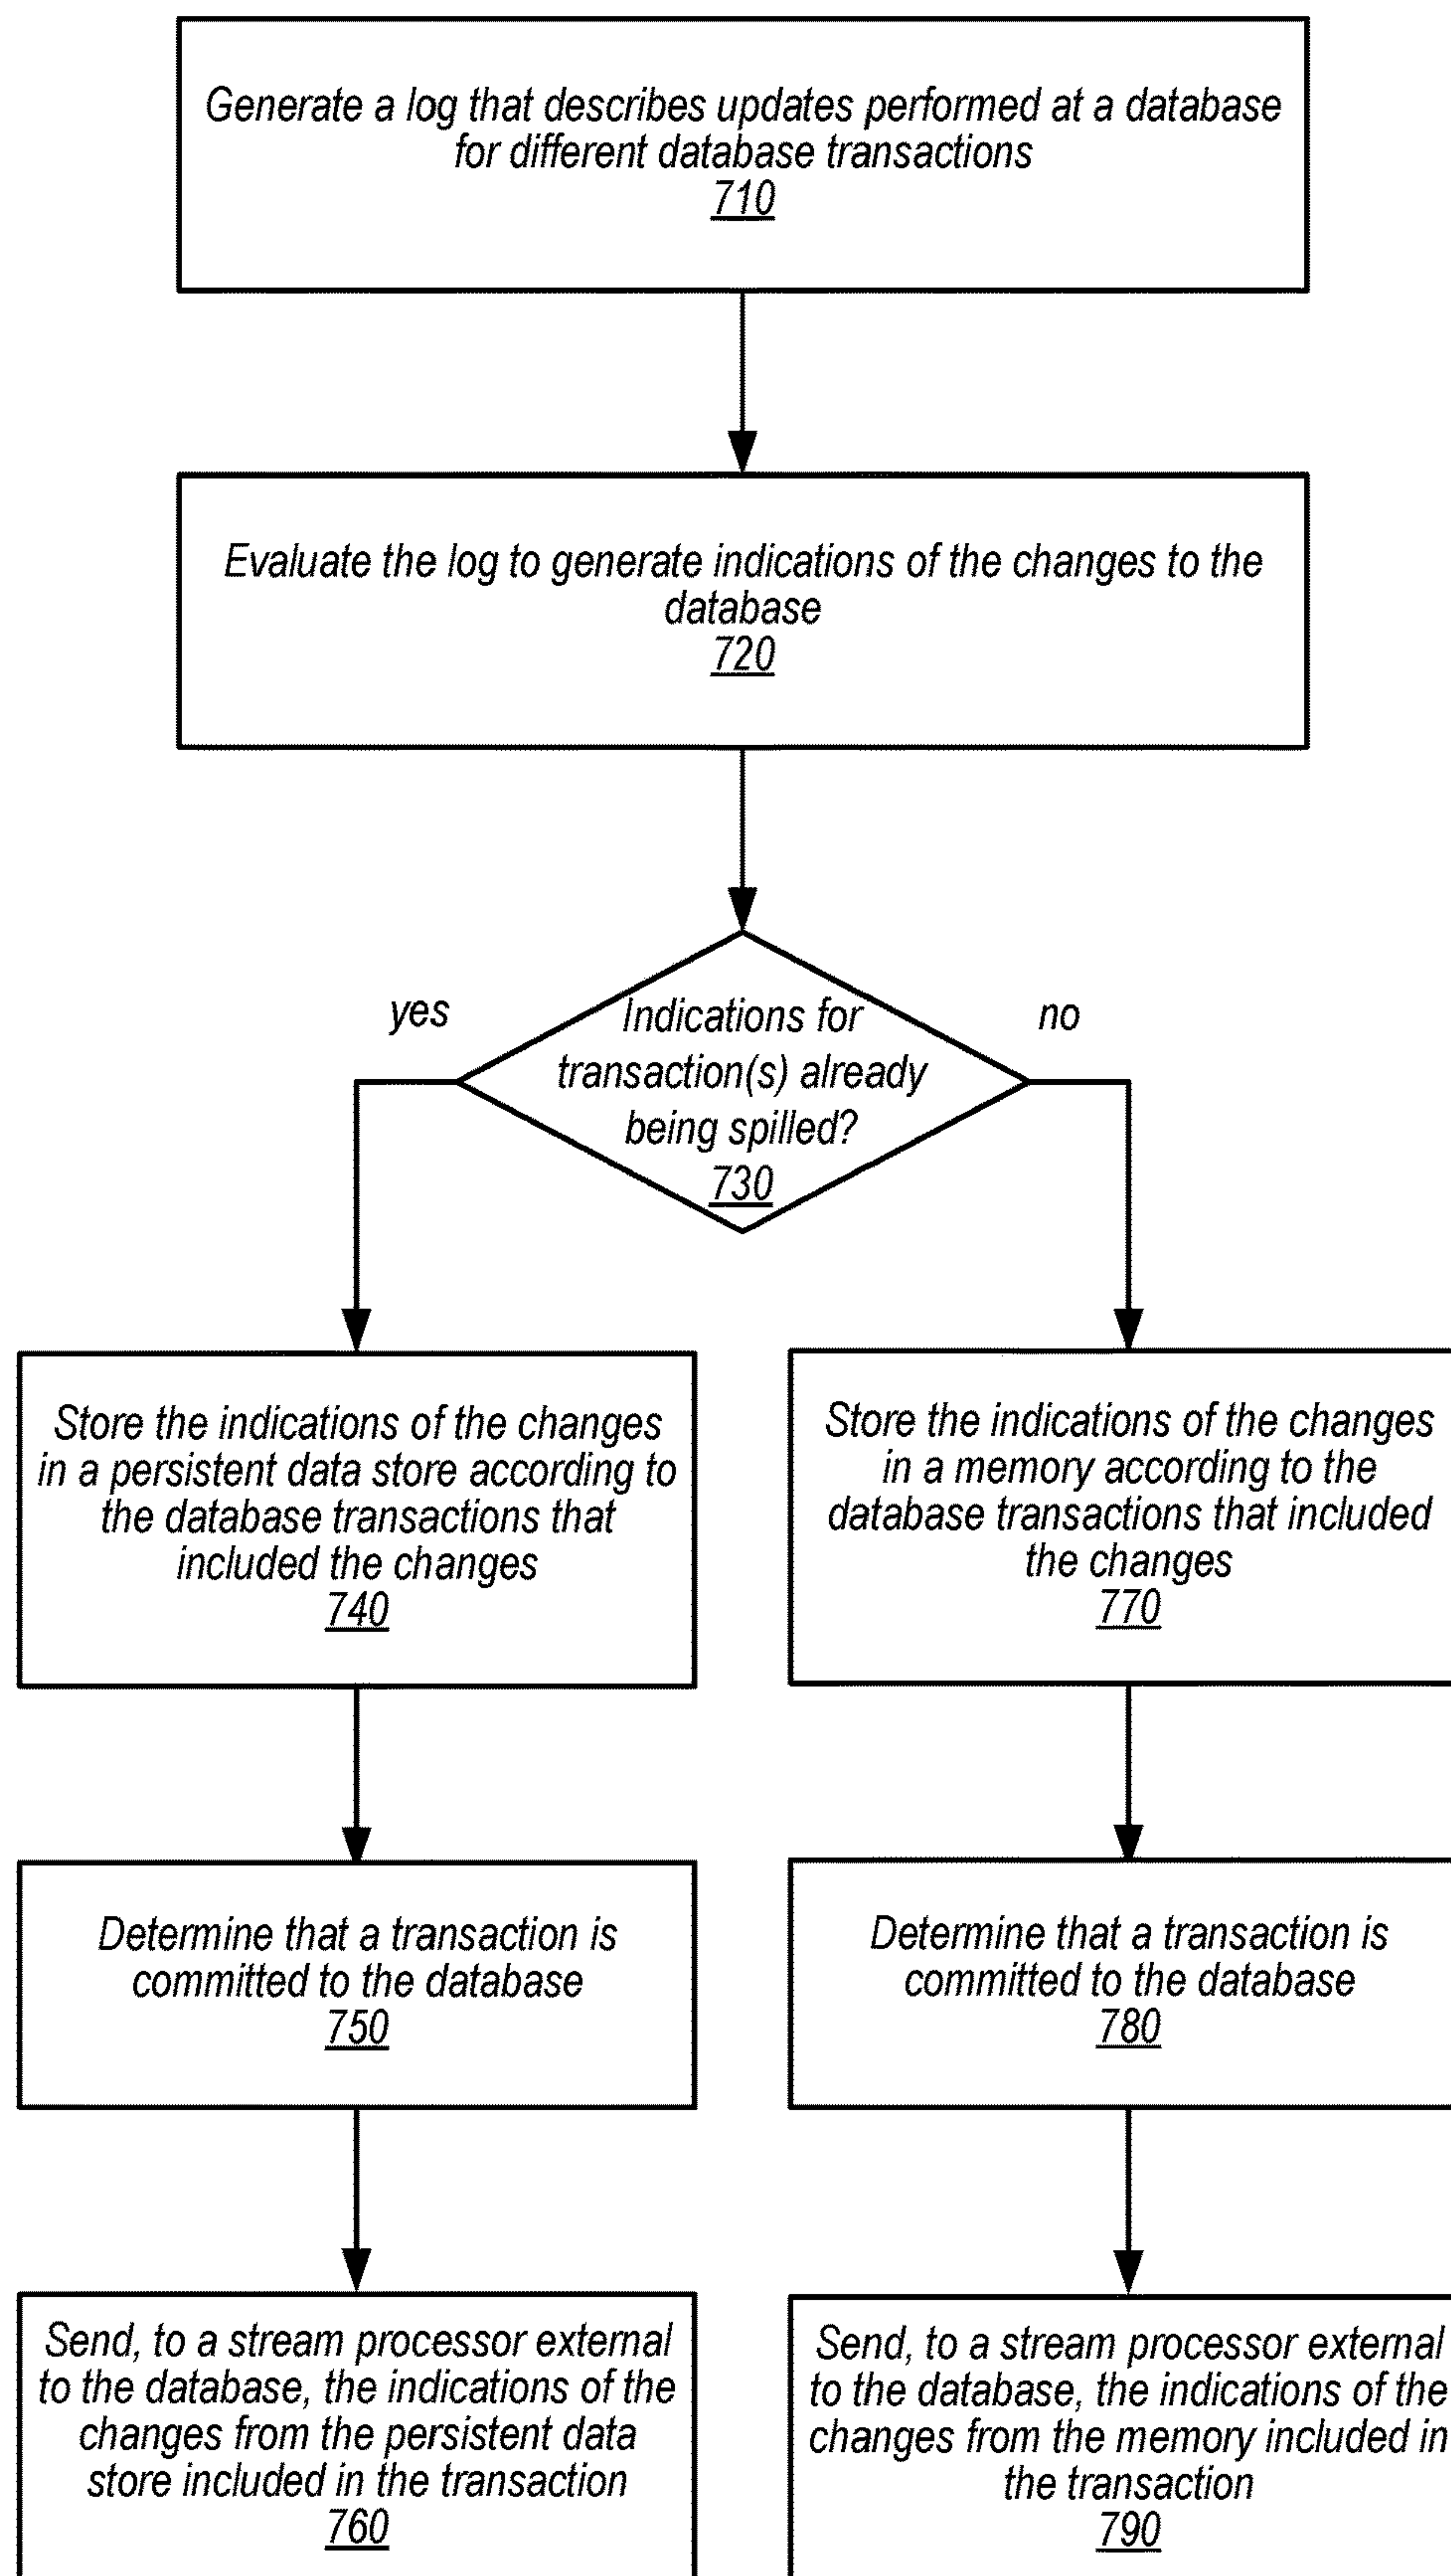 Generate a log that describes updates performed at a database
for different database transactions
710
Evaluate the log to generate indications of the changes to the
database
720
yes
no
Indications for
transaction(s) already
being spilled?
730
Store the indications of the changes
in a persistent data store according to
the database transactions that
included the changes
740
Store the indications of the changes
in a memory according to the
database transactions that included
the changes
770
Determine that a transaction is
committed to the database
750
Determine that a transaction is
committed to the database
780
Send, to a stream processor external
to the database, the indications of the
changes from the persistent data
store included in the transaction
760
Send, to a stream processor external
to the database, the indications of the
changes from the memory included in
the transaction
790